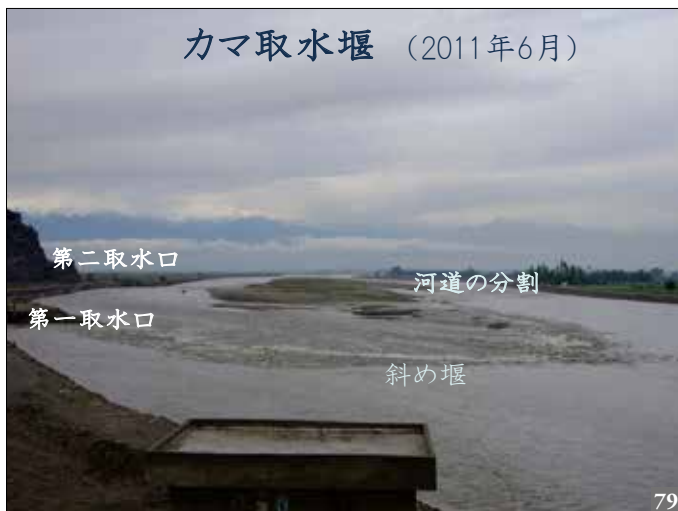 カマ取水堰 （2011年6月）
第二取水口
河道の分割
第一取水口
斜め堰
79